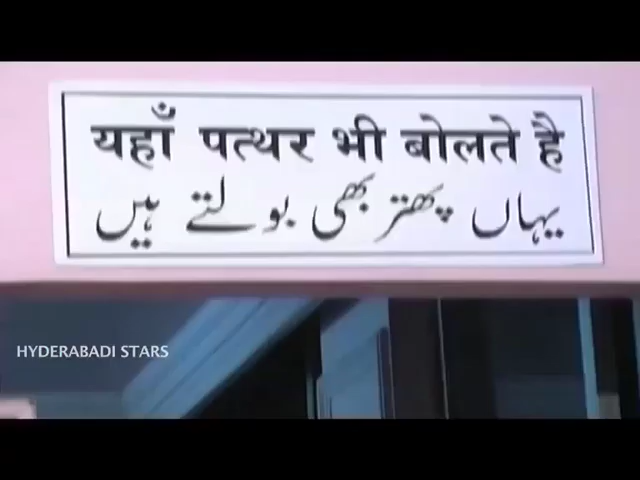 यहाँ पत्थर भी बोलते है
یہاں پھتر بھی بولتے ہیں
HYDERABADI STARS